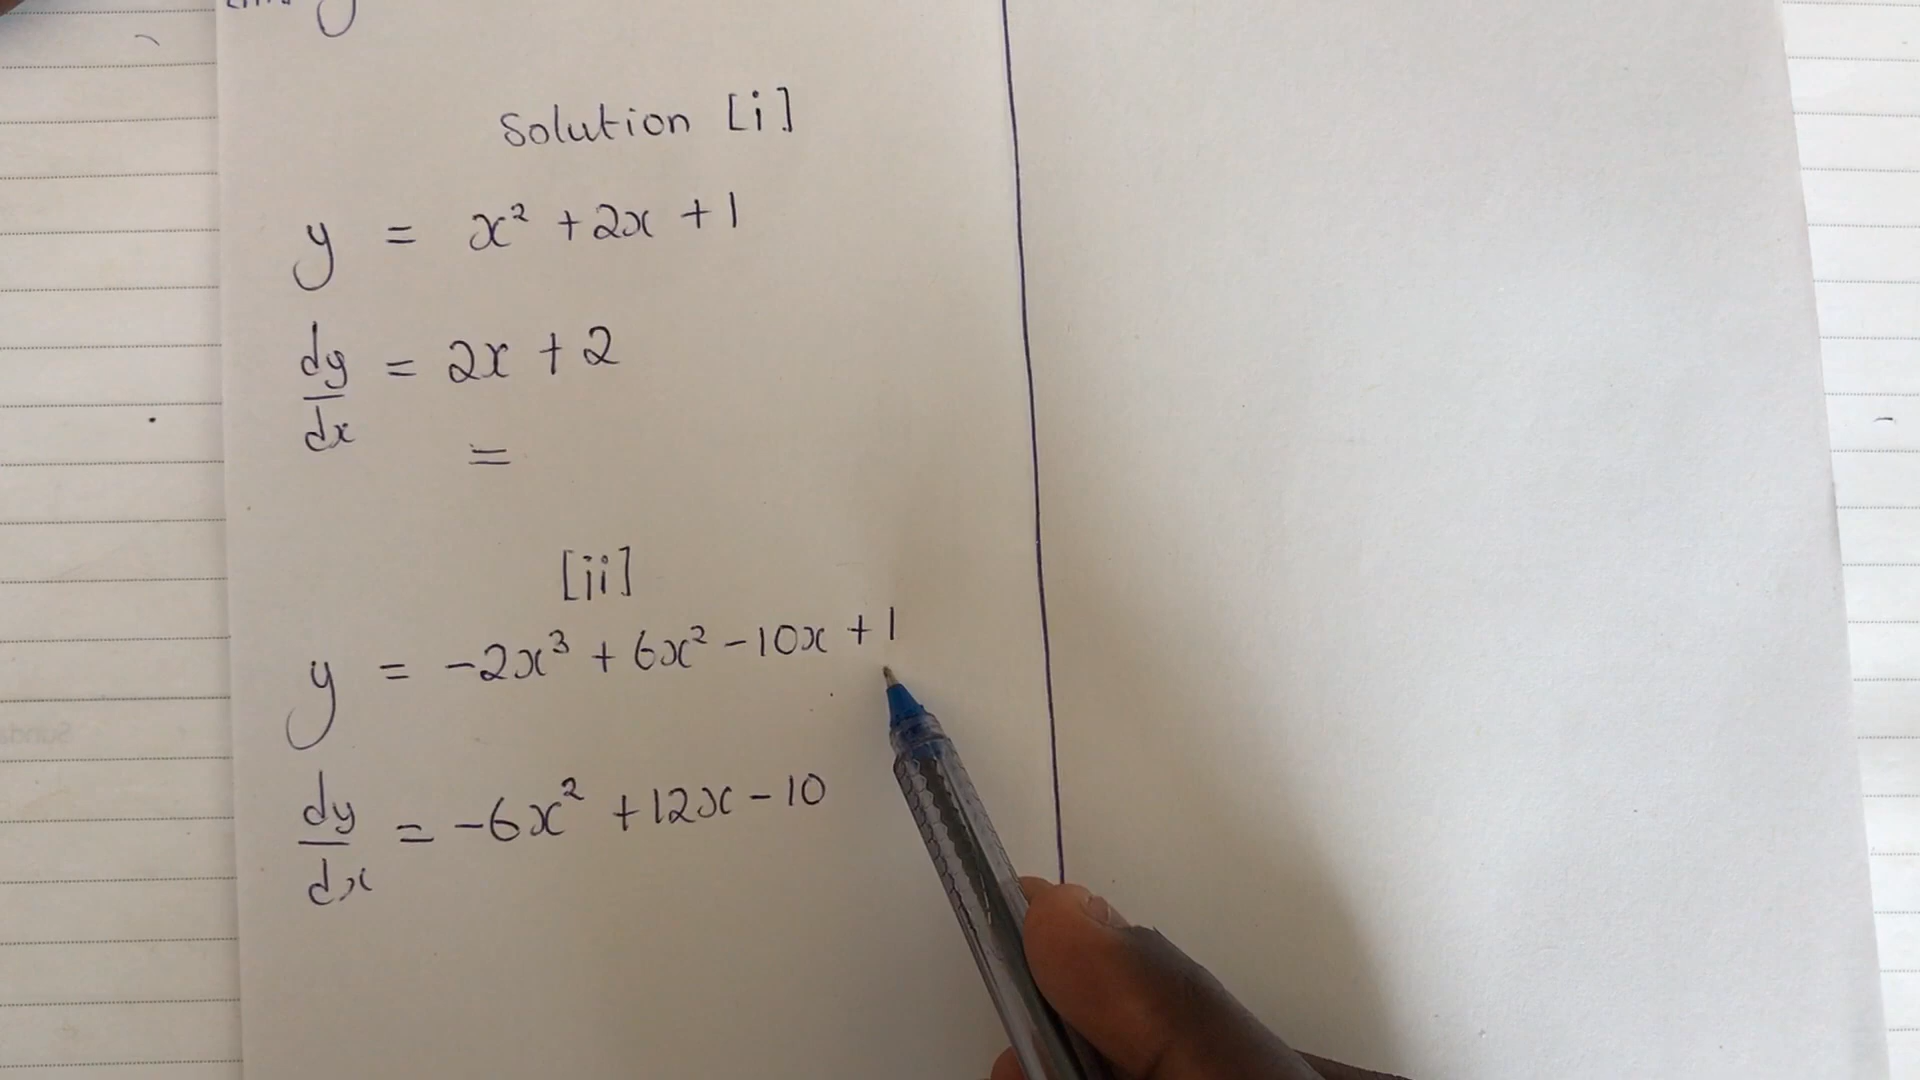 Solution [i]
y = x² + 2x + 1
dy/dx = 2x + 2
=
[ii]
y = -2x³ + 6x² - 10x + 1
dy/dx = -6x² + 12x - 10